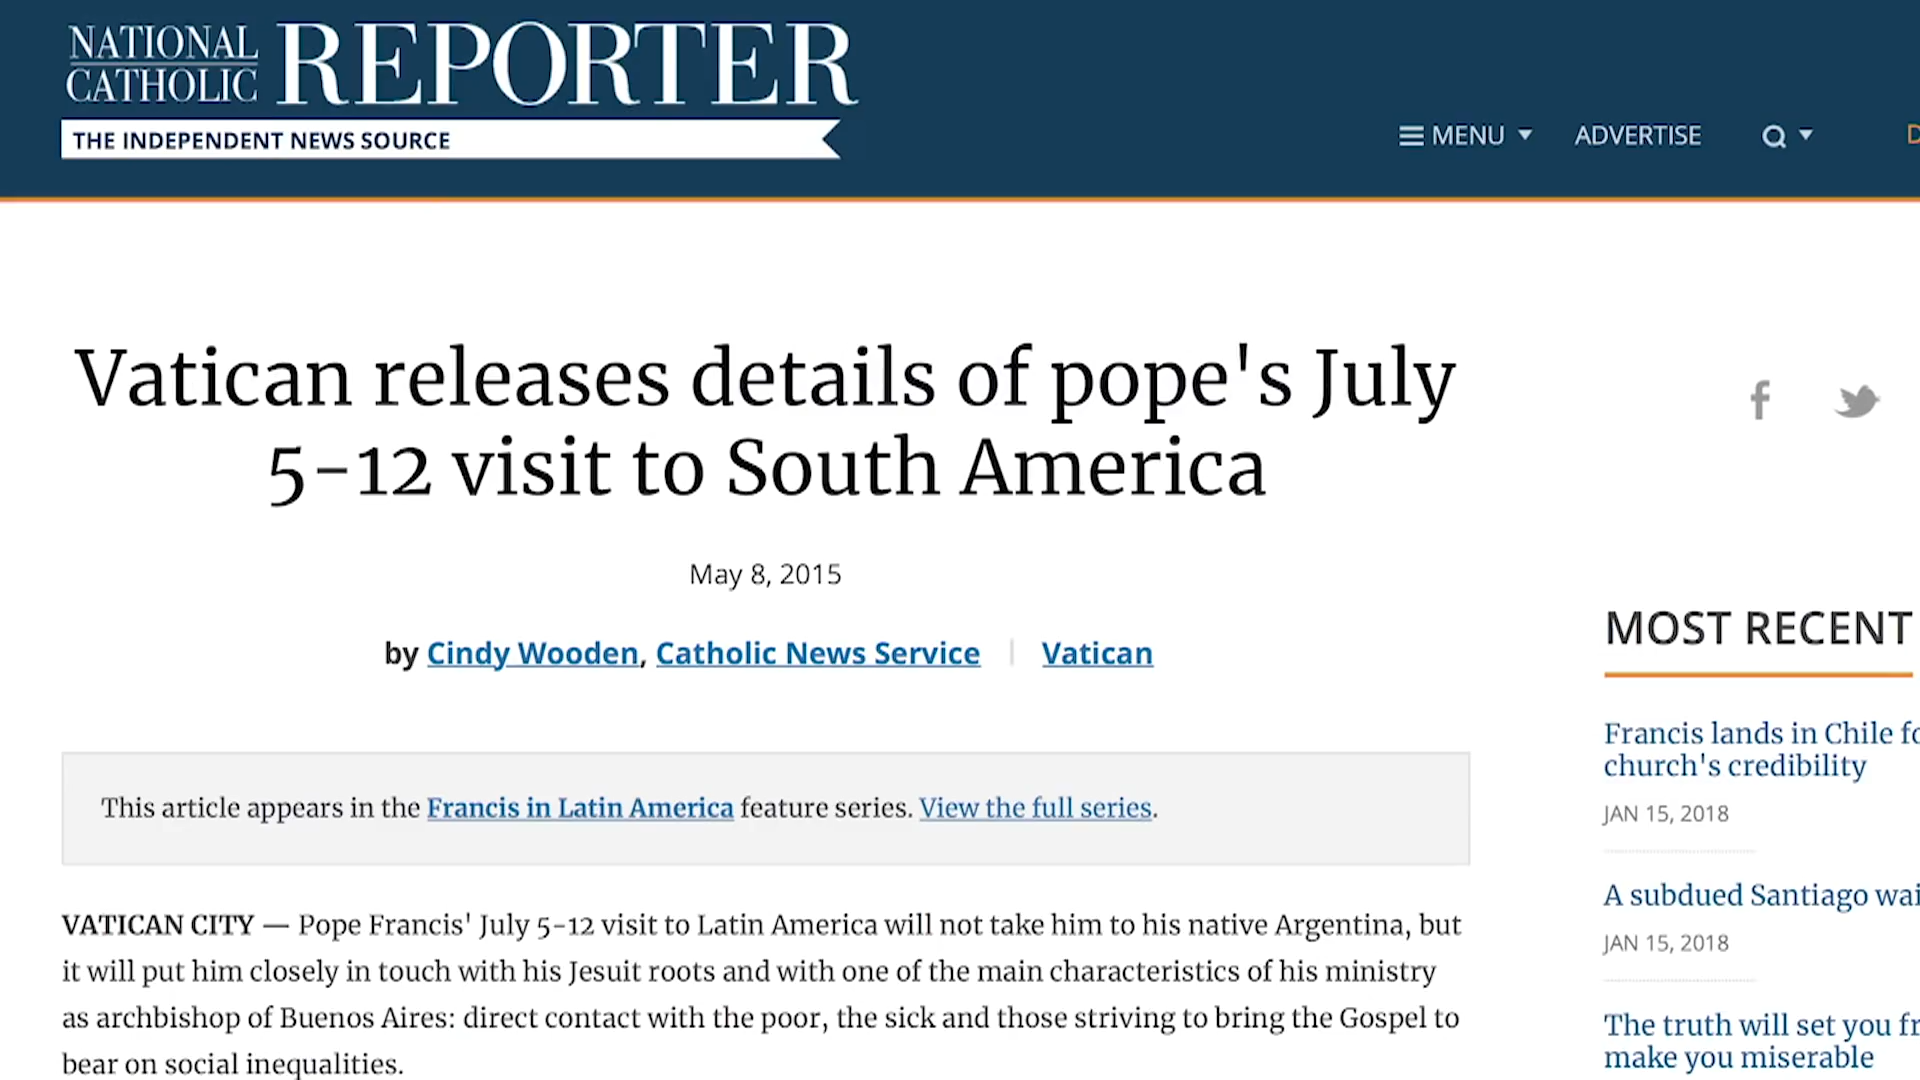 NATIONAL
CATHOLIC
REPORTER
THE INDEPENDENT NEWS SOURCE
MENU
ADVERTISE
Vatican releases details of pope's July
5-12 visit to South America
May 8, 2015
by Cindy Wooden, Catholic News Service | Vatican
This article appears in the Francis in Latin America feature series. View the full series.
VATICAN CITY — Pope Francis' July 5-12 visit to Latin America will not take him to his native Argentina, but
it will put him closely in touch with his Jesuit roots and with one of the main characteristics of his ministry
as archbishop of Buenos Aires: direct contact with the poor, the sick and those striving to bring the Gospel to
bear on social inequalities.
MOST RECENT
Francis lands in Chile
church's credibility
JAN 15, 2018
A subdued Santiago
JAN 15, 2018
The truth will set you
make you miserable